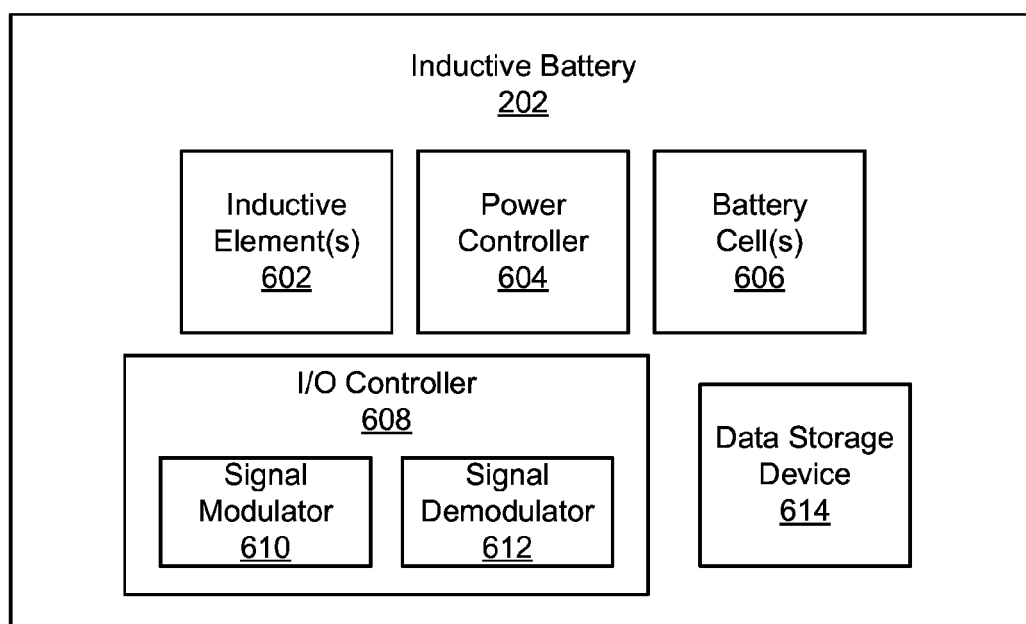 Inductive Battery
202
Inductive
Element(s)
602
Power
Controller
604
Battery
Cell(s)
606
I/O Controller
608
Signal
Modulator
610
Signal
Demodulator
612
Data Storage
Device
614